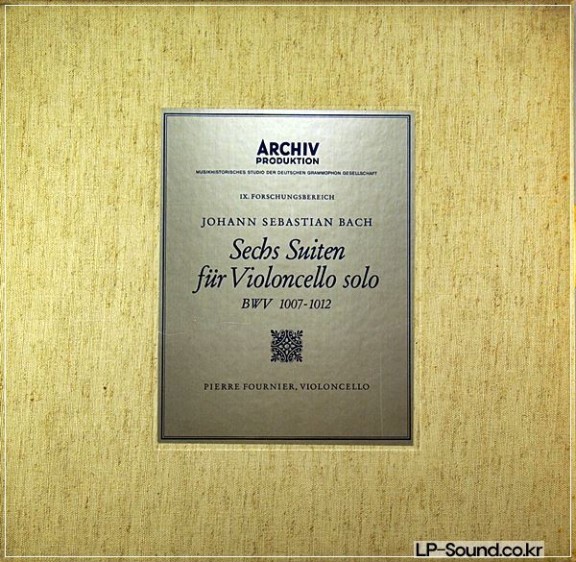 ARCHIV
PRODUKTION
MUSIKHISTORISCHES STUDIO DER DEUTSCHEN GRAMMOPHON GESELLSCHAFT
IX. FORSCHUNGSBEREICH
JOHANN SEBASTIAN BACH
Sechs Suiten
für Violoncello solo
BWV 1007-1012
PIERRE FOURNIER, VIOLONCELLO
LP-Sound.co.kr